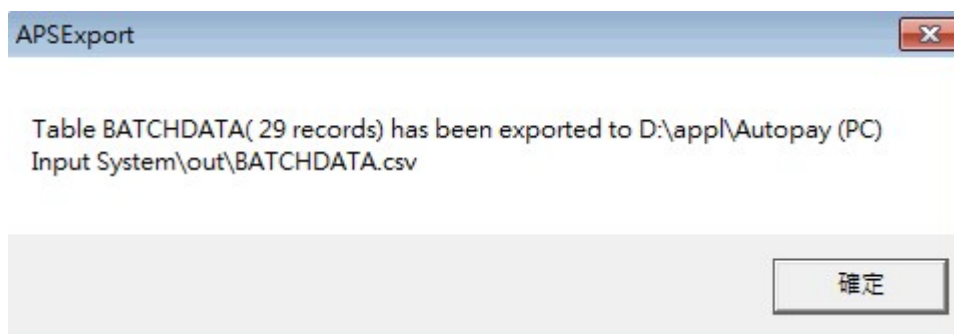 APSExport
Table BATCHDATA( 29 records) has been exported to D:\appl\Autopay (PC)
Input System\out\BATCHDATA.csv
確定